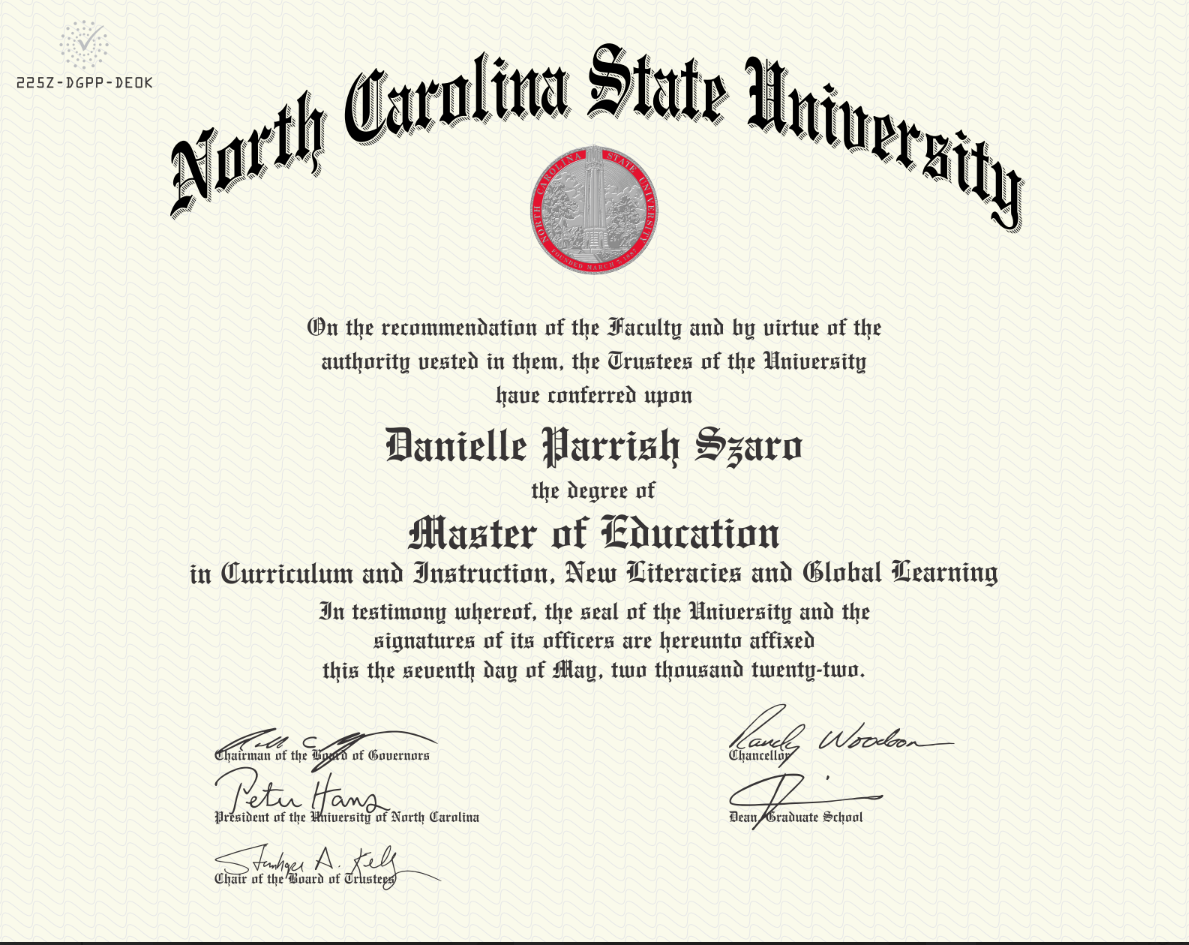 225Z-DGPP-DEOK
North Carolina State University
NORTH CAROLINA STATE UNIVERSITY
FOUNDED MARCH 7, 1887
On the recommendation of the Faculty and by virtue of the
authority vested in them, the Trustees of the University
have conferred upon
Danielle Parrish Szaro
the degree of
Master of Education
in Curriculum and Instruction, New Literacies and Global Learning
In testimony whereof, the seal of the University and the
signatures of its officers are hereunto affixed
this the seventh day of May, two thousand twenty-two.
Chairman of the Board of Governors
Randy Woodson
Chancellor
Peter Hans
President of the University of North Carolina
Dean, Graduate School
A. Kelly
Chair of the Board of Trustees